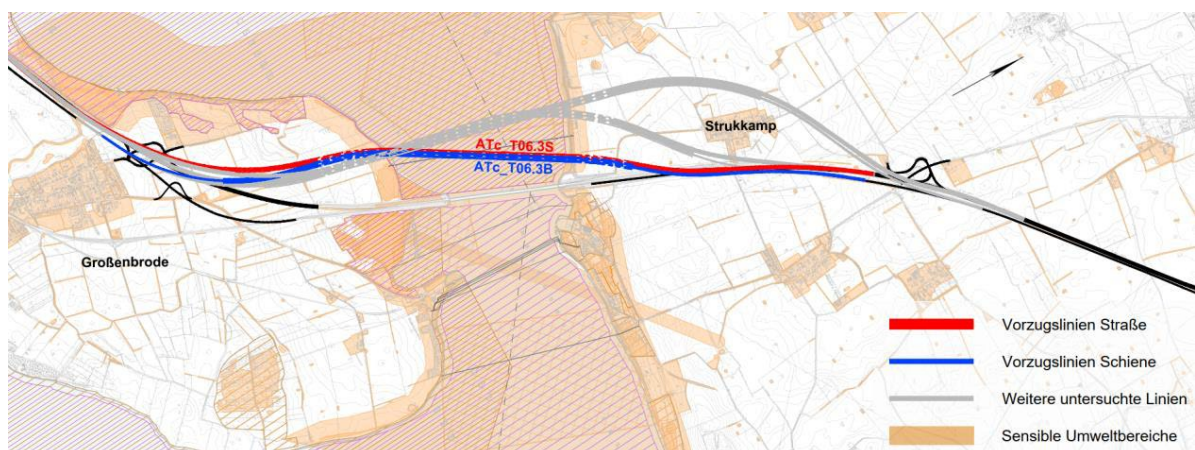 Strukkamp
ATc_T06.3S
ATc_T06.3B
Großenbrode
Vorzugslinien Straße
Vorzugslinien Schiene
Weitere untersuchte Linien
Sensible Umweltbereiche